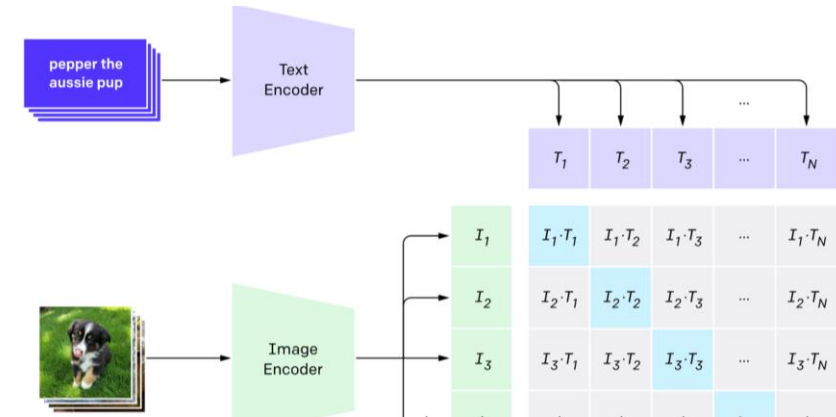 pepper the
aussie pup
Text
Encoder
...
T1 T2 T3 ... TN
I1 I1·T1 I1·T2 I1·T3 ... I1·TN
I2 I2·T1 I2·T2 I2·T3 ... I2·TN
Image
Encoder
I3 I3·T1 I3·T2 I3·T3 ... I3·TN